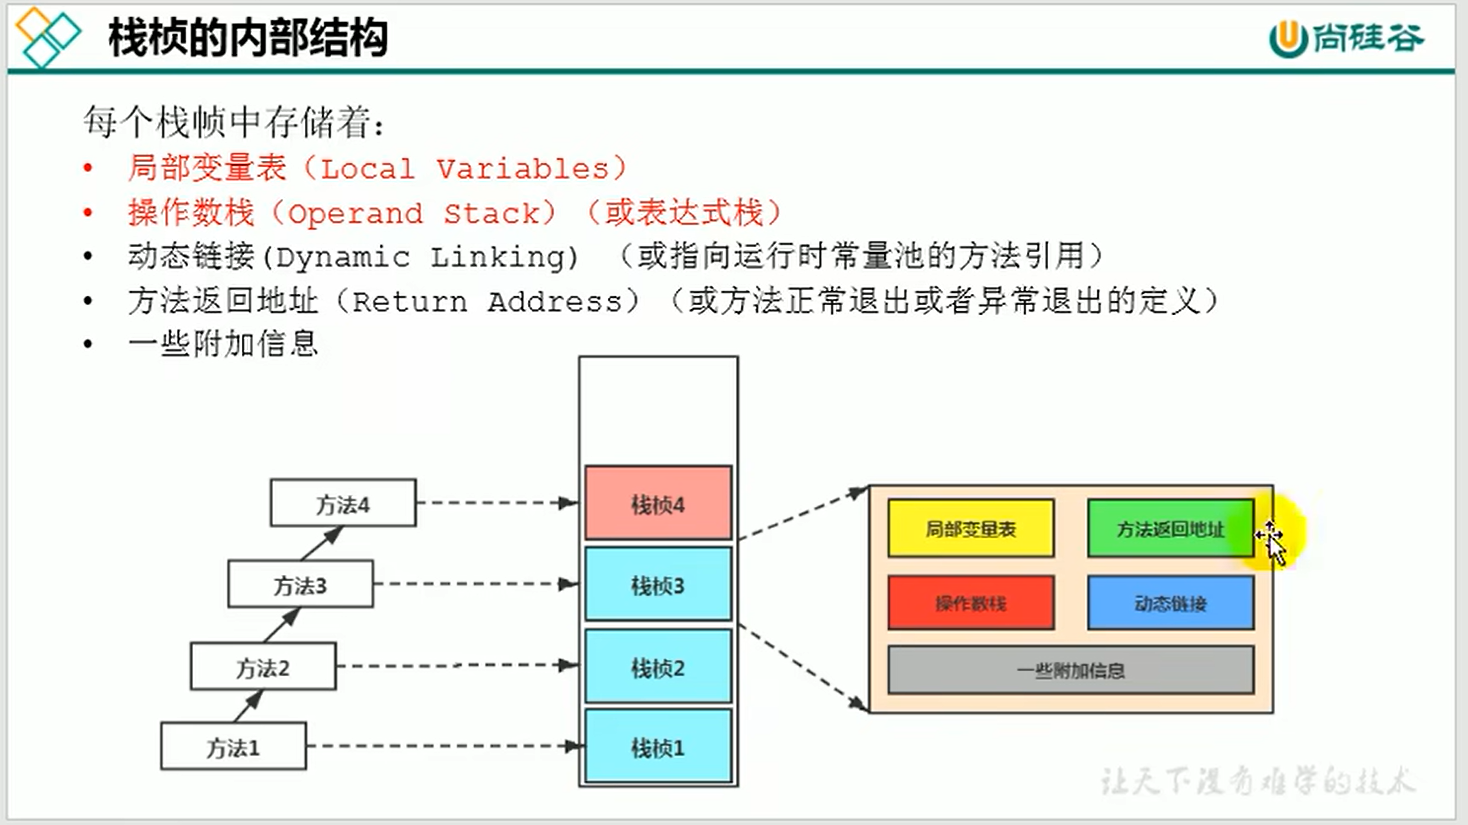 栈桢的内部结构
尚硅谷
每个栈帧中存储着：
• 局部变量表（Local Variables）
• 操作数栈（Operand Stack）（或表达式栈）
• 动态链接(Dynamic Linking) （或指向运行时常量池的方法引用）
• 方法返回地址（Return Address）（或方法正常退出或者异常退出的定义）
• 一些附加信息
方法4
方法3
方法2
方法1
栈桢4
栈桢3
栈桢2
栈桢1
局部变量表
方法返回地址
操作数栈
动态链接
一些附加信息
让天下没有难学的技术